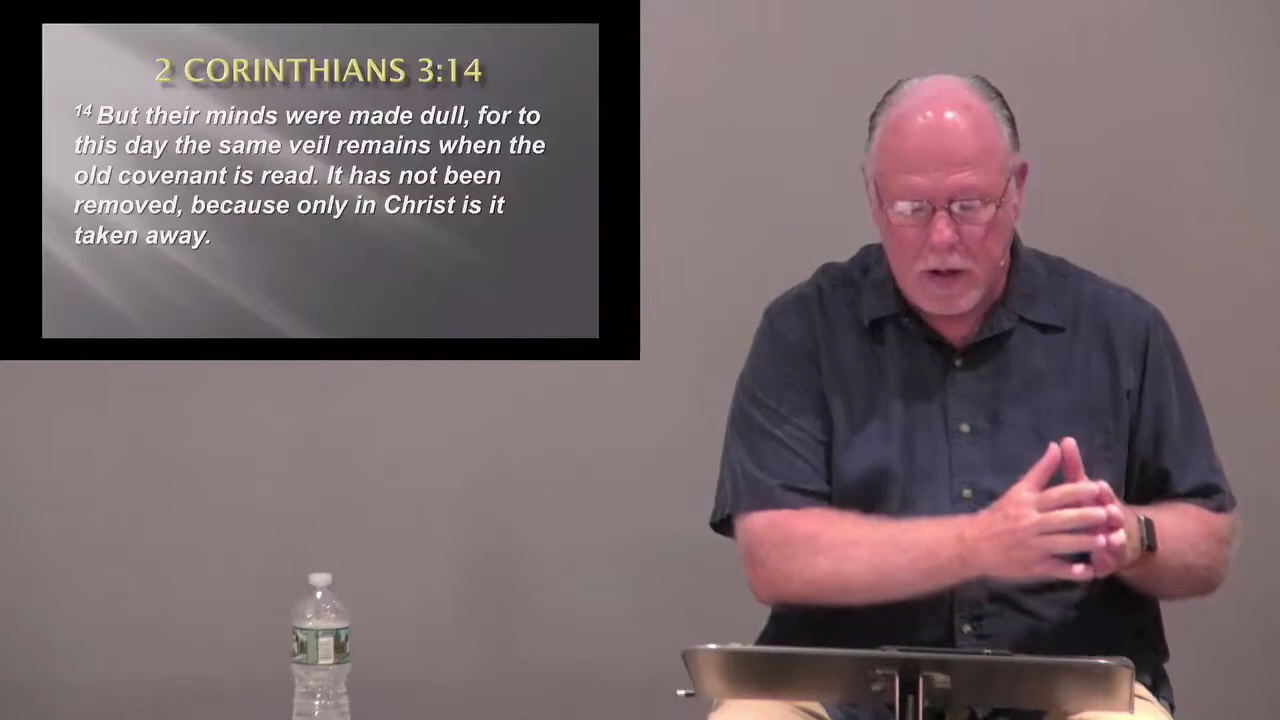 2 CORINTHIANS 3:14
14 But their minds were made dull, for to
this day the same veil remains when the
old covenant is read. It has not been
removed, because only in Christ is it
taken away.